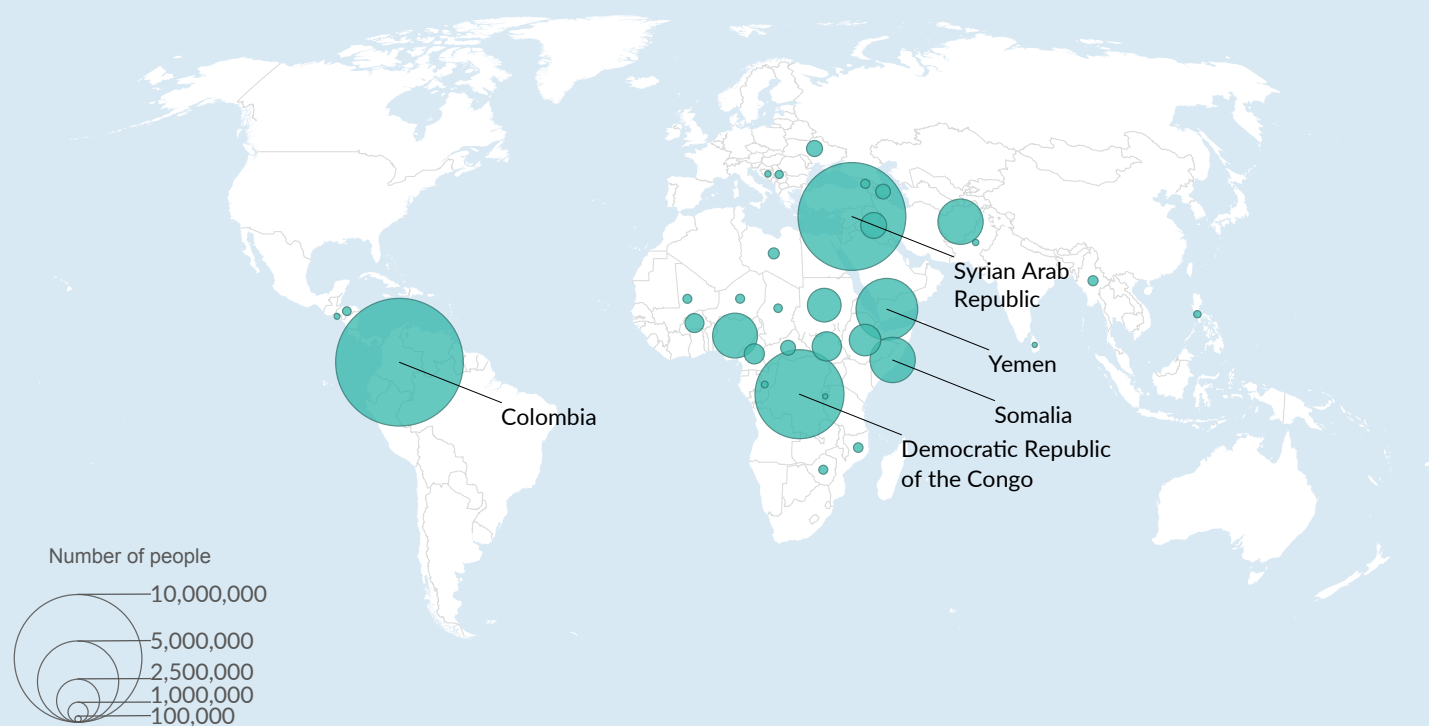 Syrian Arab
Republic
Yemen
Colombia
Somalia
Democratic Republic
of the Congo
Number of people
10,000,000
5,000,000
2,500,000
1,000,000
100,000